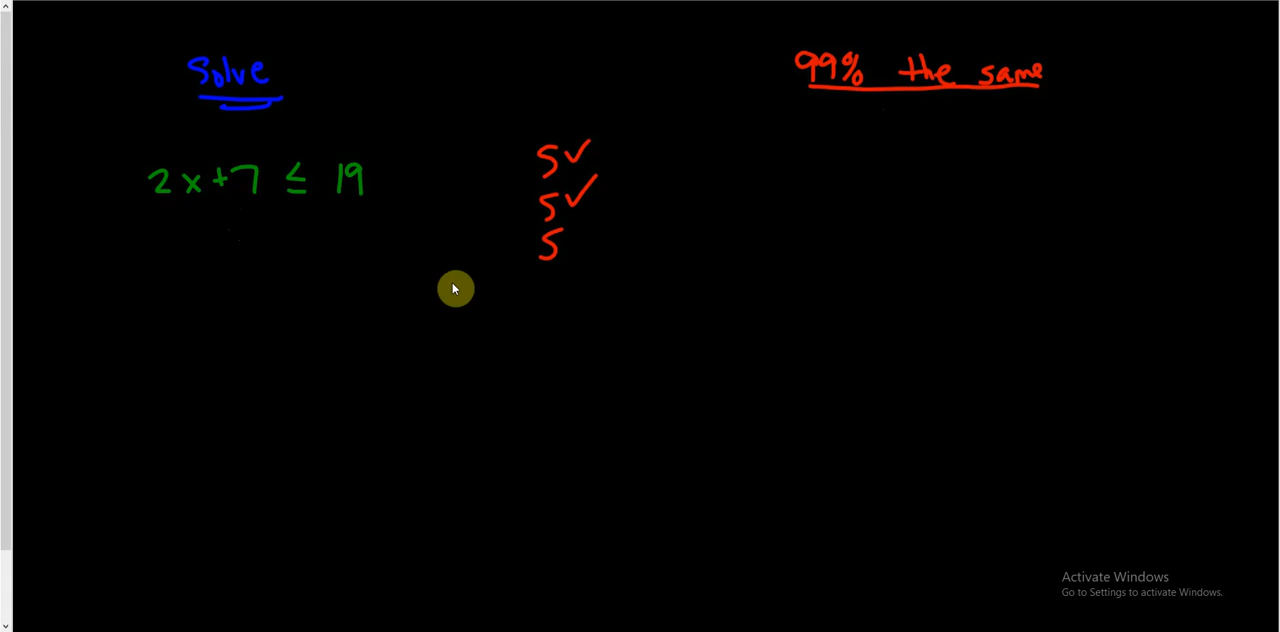 Solve
99% the same
2x+7 ≤ 19
5✓
5✓
5
Activate Windows
Go to Settings to activate Windows.